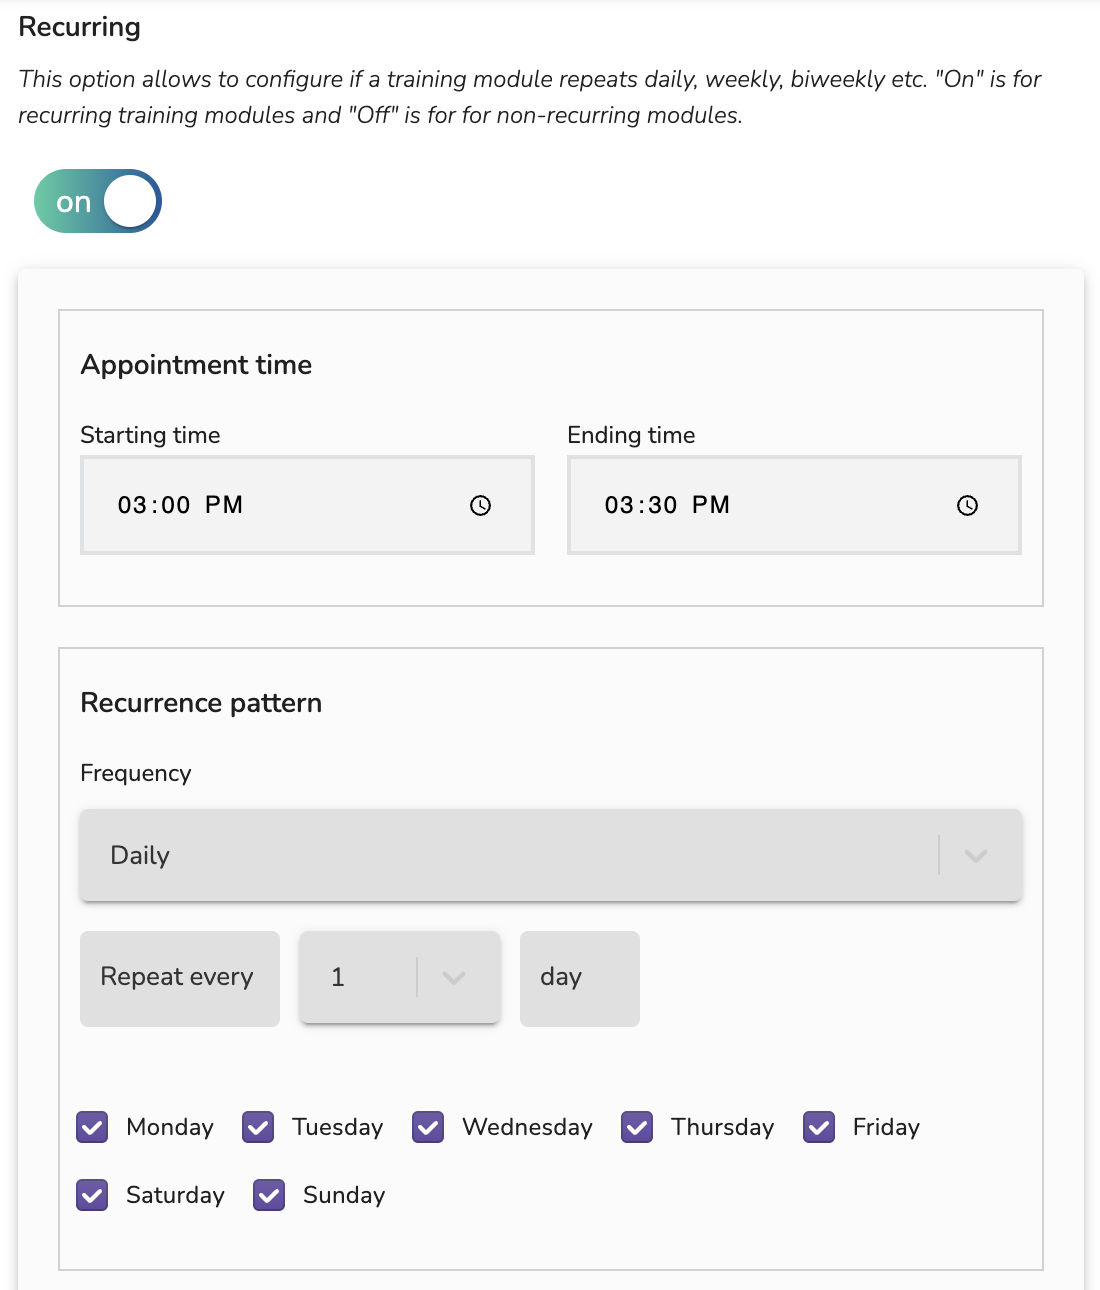 Recurring
This option allows to configure if a training module repeats daily, weekly, biweekly etc. "On" is for
recurring training modules and "Off" is for for non-recurring modules.
on
Appointment time
Starting time Ending time
03:00 PM 03:30 PM
Recurrence pattern
Frequency
Daily
Repeat every 1 day
Monday Tuesday Wednesday Thursday Friday
Saturday Sunday